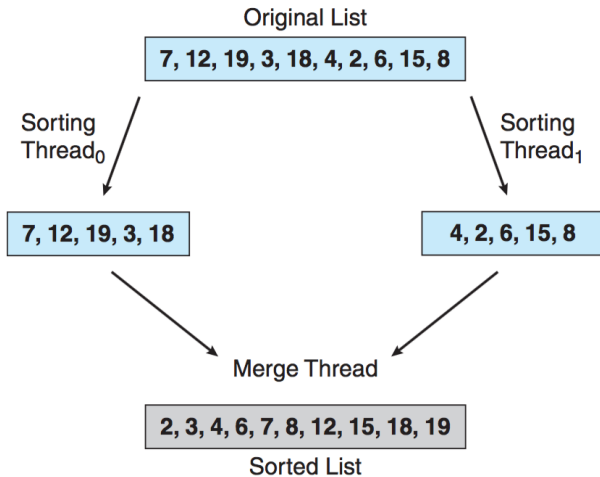 Original List
7, 12, 19, 3, 18, 4, 2, 6, 15, 8
Sorting
Thread₀
Sorting
Thread₁
7, 12, 19, 3, 18
4, 2, 6, 15, 8
Merge Thread
2, 3, 4, 6, 7, 8, 12, 15, 18, 19
Sorted List